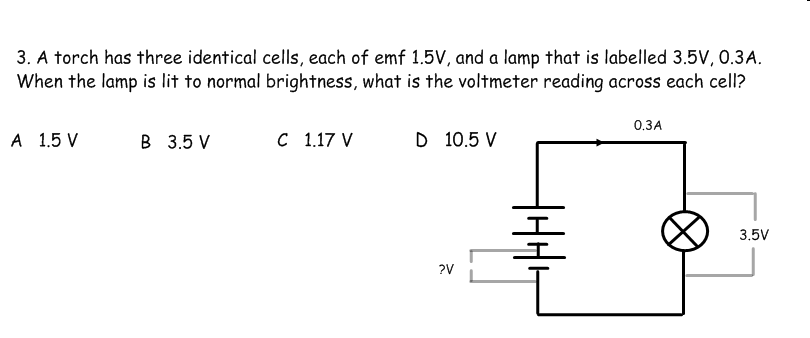 3. A torch has three identical cells, each of emf 1.5V, and a lamp that is labelled 3.5V, 0.3A.
When the lamp is lit to normal brightness, what is the voltmeter reading across each cell?
A 1.5 V B 3.5 V C 1.17 V D 10.5 V
0.3A
3.5V
?V